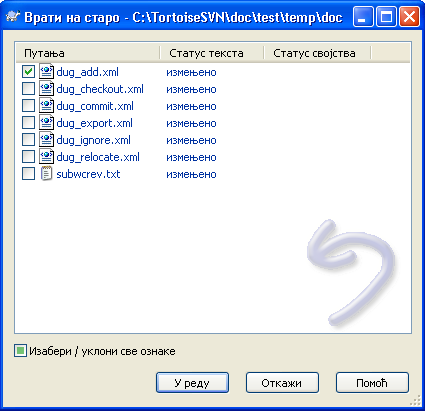 Врати на старо - C:\TortoiseSVN\doc\test\temp\doc
Путања Статус текста Статус својства
dug_add.xml измењено
dug_checkout.xml измењено
dug_commit.xml измењено
dug_export.xml измењено
dug_ignore.xml измењено
dug_relocate.xml измењено
subwcrev.txt измењено
Изабери / уклони све ознаке
У реду Откажи Помоћ